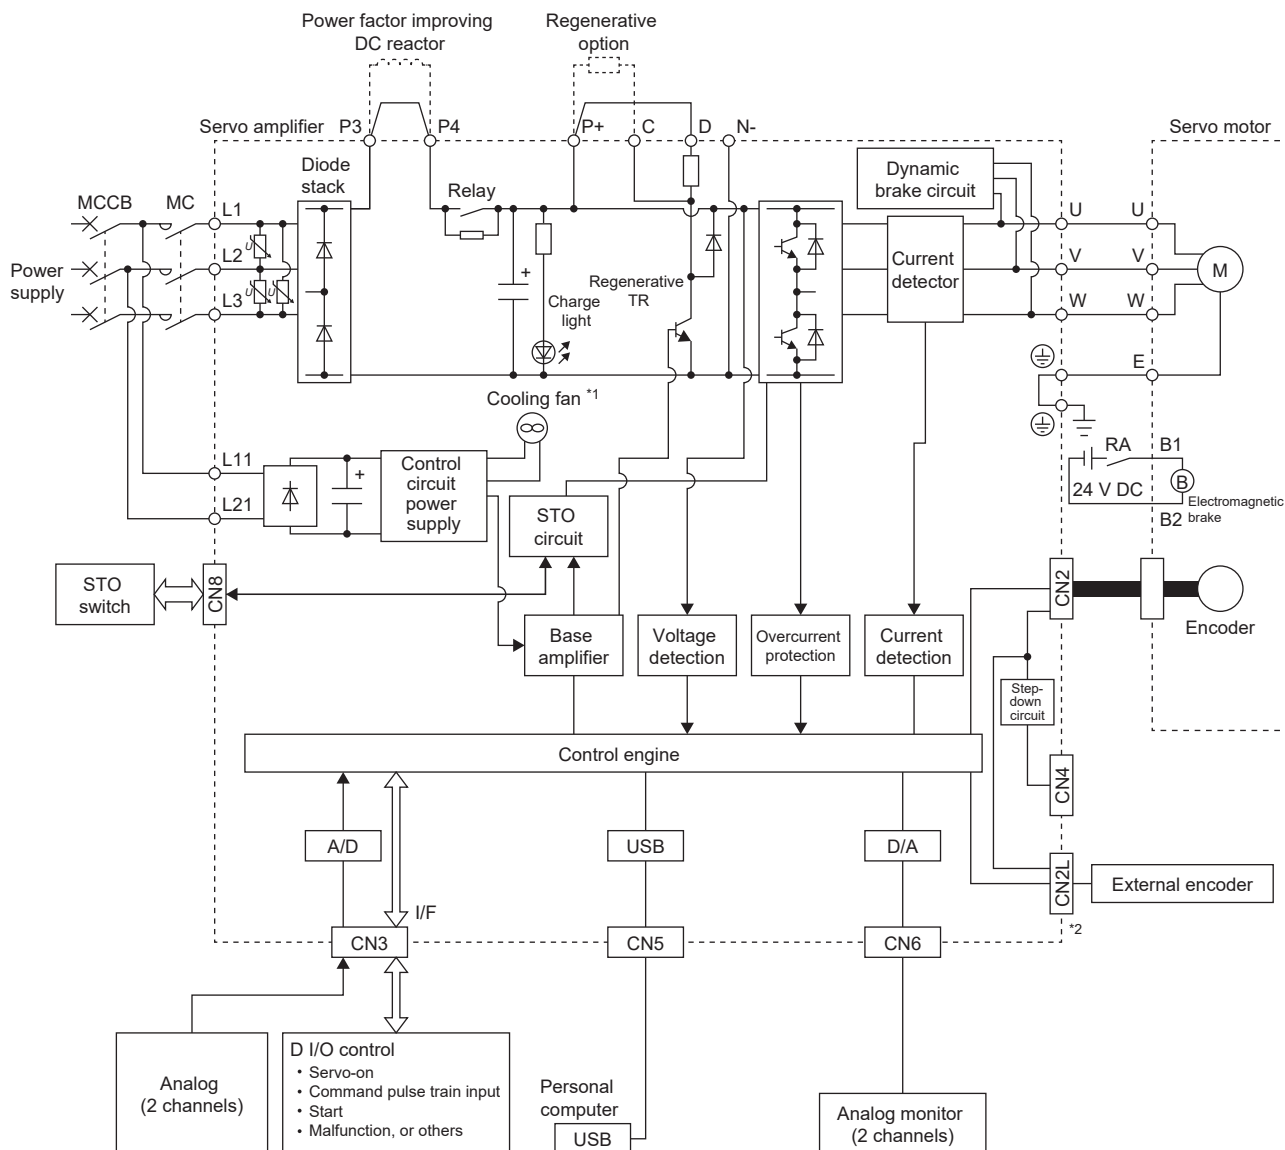 Power factor improving
DC reactor
Regenerative
option
Servo amplifier
P3
P4
P+
C
D
N-
Servo motor
Diode
stack
Relay
Dynamic
brake circuit
MCCB
MC
L1
U
U
U
L2
Power
supply
Current
detector
V
V
M
Regenerative
TR
U
U
L3
Charge
light
W
W
+
E
Cooling fan *1
RA
B1
L11
+
Control
circuit
power
supply
24 V DC
B
Electromagnetic
brake
B2
L21
STO
circuit
STO
switch
CN8
CN2
Encoder
Base
amplifier
Voltage
detection
Overcurrent
protection
Current
detection
Step-
down
circuit
Control engine
CN4
A/D
USB
D/A
CN2L
External encoder
I/F
*2
CN3
CN5
CN6
D I/O control
• Servo-on
• Command pulse train input
• Start
• Malfunction, or others
Analog
(2 channels)
Personal
computer
USB
Analog monitor
(2 channels)